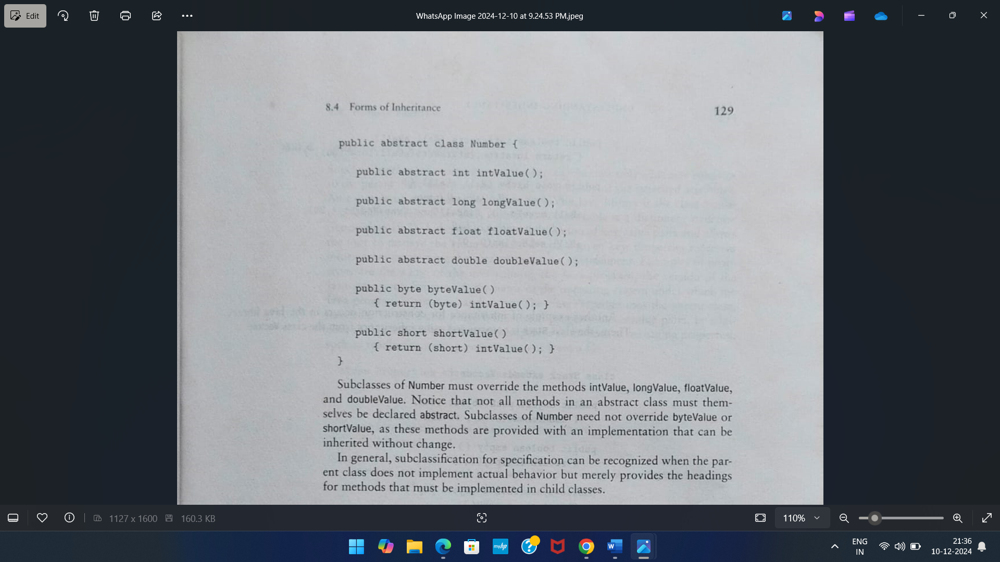 Edit
WhatsApp Image 2024-12-10 at 9.24.53 PM.jpeg
8.4 Forms of Inheritance 129
public abstract class Number {
public abstract int intValue();
public abstract long longValue();
public abstract float floatValue();
public abstract double doubleValue();
public byte byteValue()
{ return (byte) intValue(); }
public short shortValue()
{ return (short) intValue(); }
}
Subclasses of Number must override the methods intValue, longValue, floatValue,
and doubleValue. Notice that not all methods in an abstract class must them-
selves be declared abstract. Subclasses of Number need not override byteValue or
shortValue, as these methods are provided with an implementation that can be
inherited without change.
In general, subclassification for specification can be recognized when the par-
ent class does not implement actual behavior but merely provides the headings
for methods that must be implemented in child classes.
1127 x 1600 160.3 KB 110%
myhp
W
ENG
IN
21:36
10-12-2024